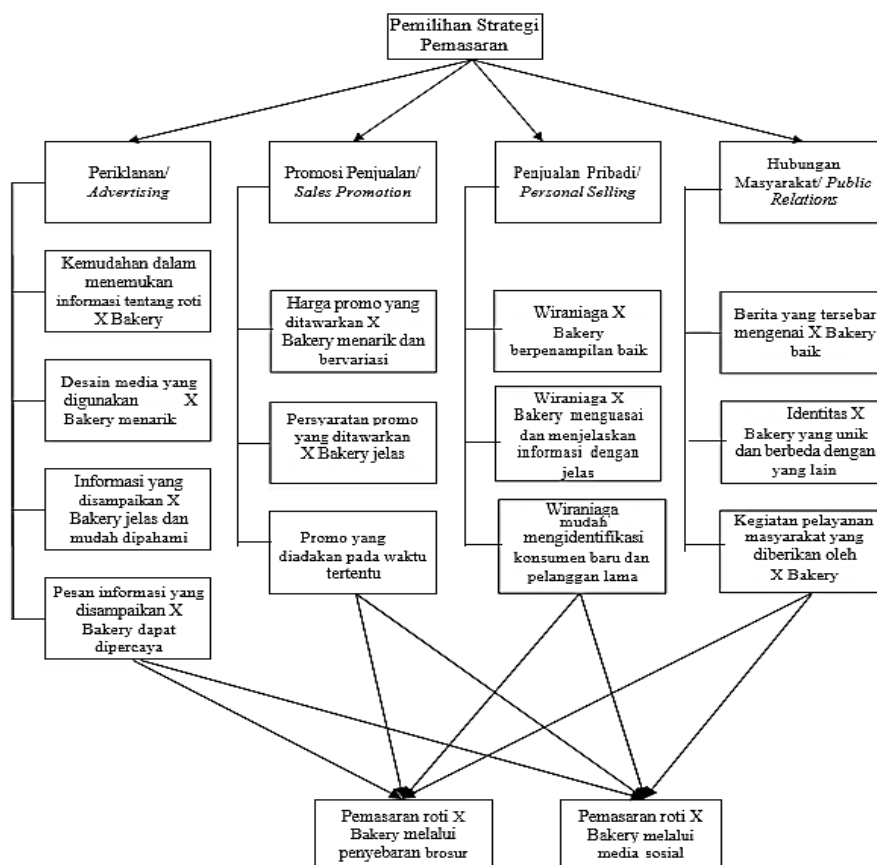 Pemilihan Strategi
Pemasaran
Periklanan/
Advertising
Promosi Penjualan/
Sales Promotion
Penjualan Pribadi/
Personal Selling
Hubungan
Masyarakat/ Public
Relations
Kemudahan dalam
menemukan
informasi tentang roti
X Bakery
Desain media yang
digunakan X
Bakery menarik
Informasi yang
disampaikan X
Bakery jelas dan
mudah dipahami
Pesan informasi yang
disampaikan X
Bakery dapat
dipercaya
Harga promo yang
ditawarkan X
Bakery menarik dan
bervariasi
Persyaratan promo
yang ditawarkan
X Bakery jelas
Promo yang
diadakan pada waktu
tertentu
Wiraniaga X
Bakery
berpenampilan baik
Wiraniaga X
Bakery menguasai
dan menjelaskan
informasi dengan
jelas
Wiraniaga
mudah
mengidentifikasi
konsumen baru dan
pelanggan lama
Berita yang tersebar
mengenai X Bakery
baik
Identitas X
Bakery yang unik
dan berbeda dengan
yang lain
Kegiatan pelayanan
masyarakat yang
diberikan oleh
X Bakery
Pemasaran roti X
Bakery melalui
penyebaran brosur
Pemasaran roti X
Bakery melalui
media sosial